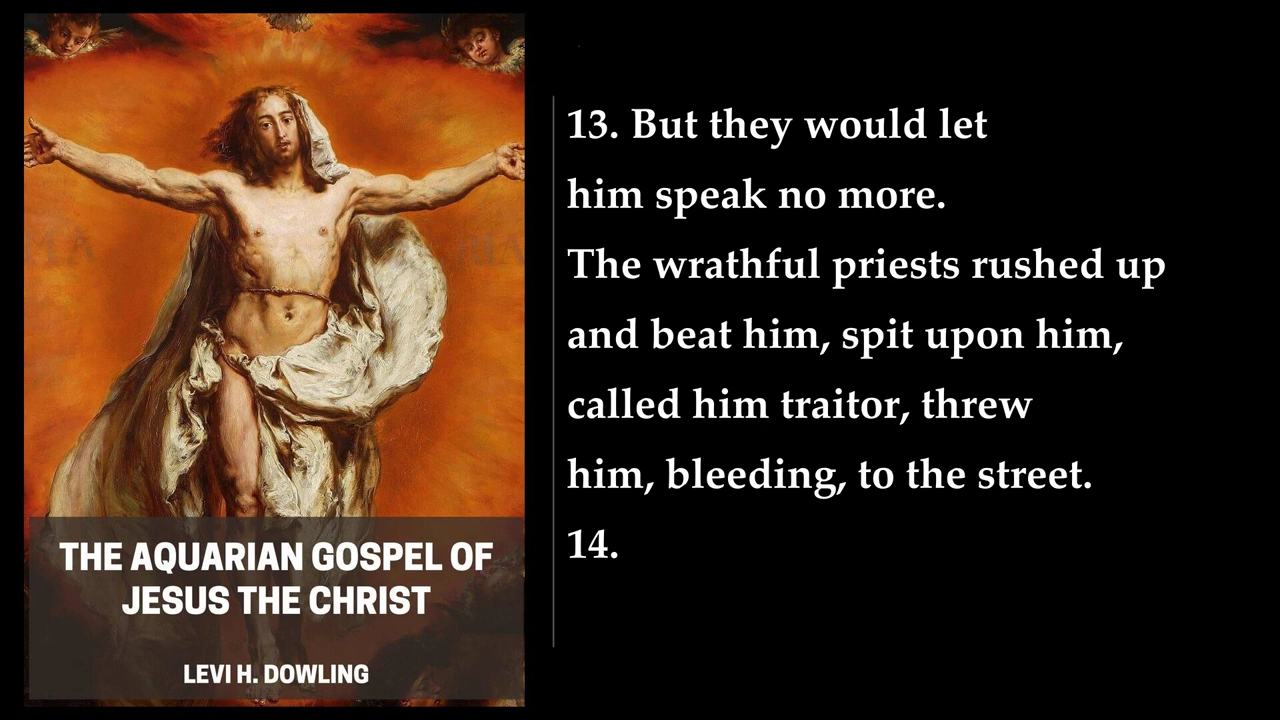 THE AQUARIAN GOSPEL OF
JESUS THE CHRIST
LEVI H. DOWLING
13. But they would let
him speak no more.
The wrathful priests rushed up
and beat him, spit upon him,
called him traitor, threw
him, bleeding, to the street.
14.